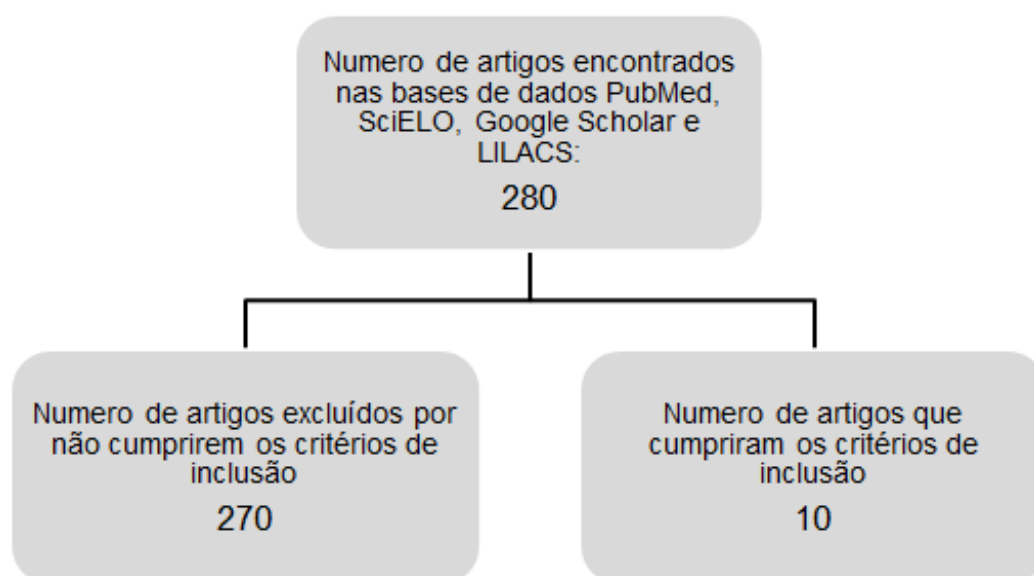 Numero de artigos encontrados
nas bases de dados PubMed,
SciELO, Google Scholar e
LILACS:
280
Numero de artigos excluídos por
não cumprirem os critérios de
inclusão
270
Numero de artigos que
cumpriram os critérios de
inclusão
10